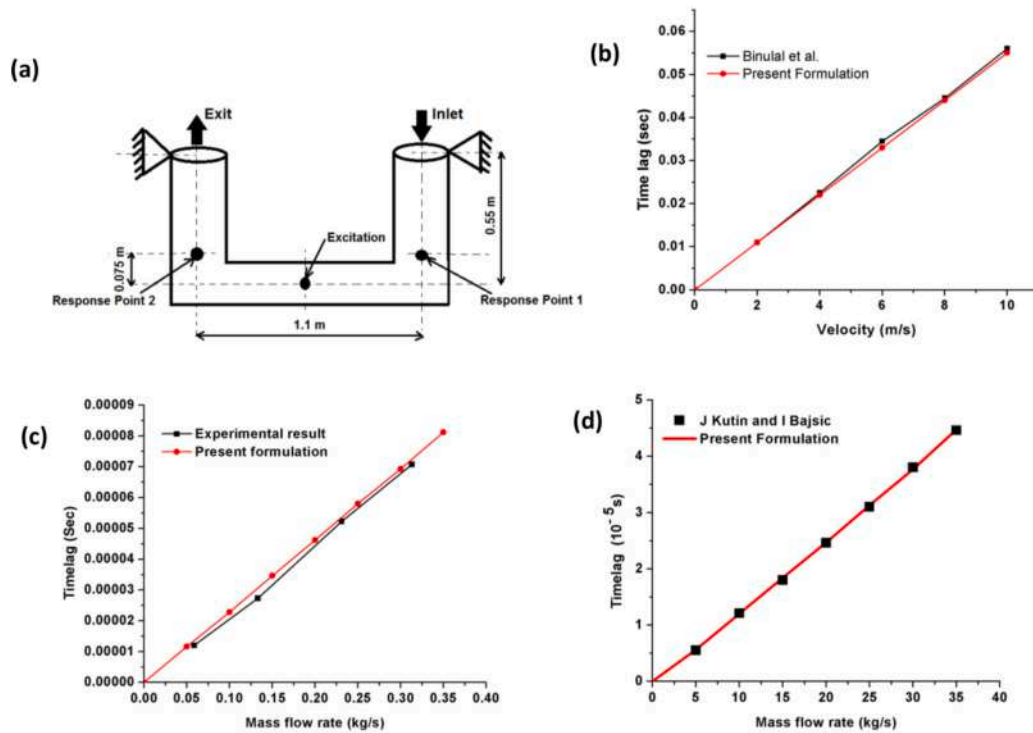 (a)
Exit
Inlet
Excitation
0.55 m
0.075 m
Response Point 2
Response Point 1
1.1 m
(b)
Binulal et al.
Present Formulation
Time lag (sec)
0.06
0.05
0.04
0.03
0.02
0.01
0.00
0 2 4 6 8 10
Velocity (m/s)
(c)
Experimental result
Present formulation
Timelag (Sec)
0.00009
0.00008
0.00007
0.00006
0.00005
0.00004
0.00003
0.00002
0.00001
0.00000
0.00 0.05 0.10 0.15 0.20 0.25 0.30 0.35 0.40
Mass flow rate (kg/s)
(d)
J Kutin and I Bajsic
Present Formulation
Timelag (10⁻⁵s)
5
4
3
2
1
0
0 5 10 15 20 25 30 35 40
Mass flow rate (kg/s)